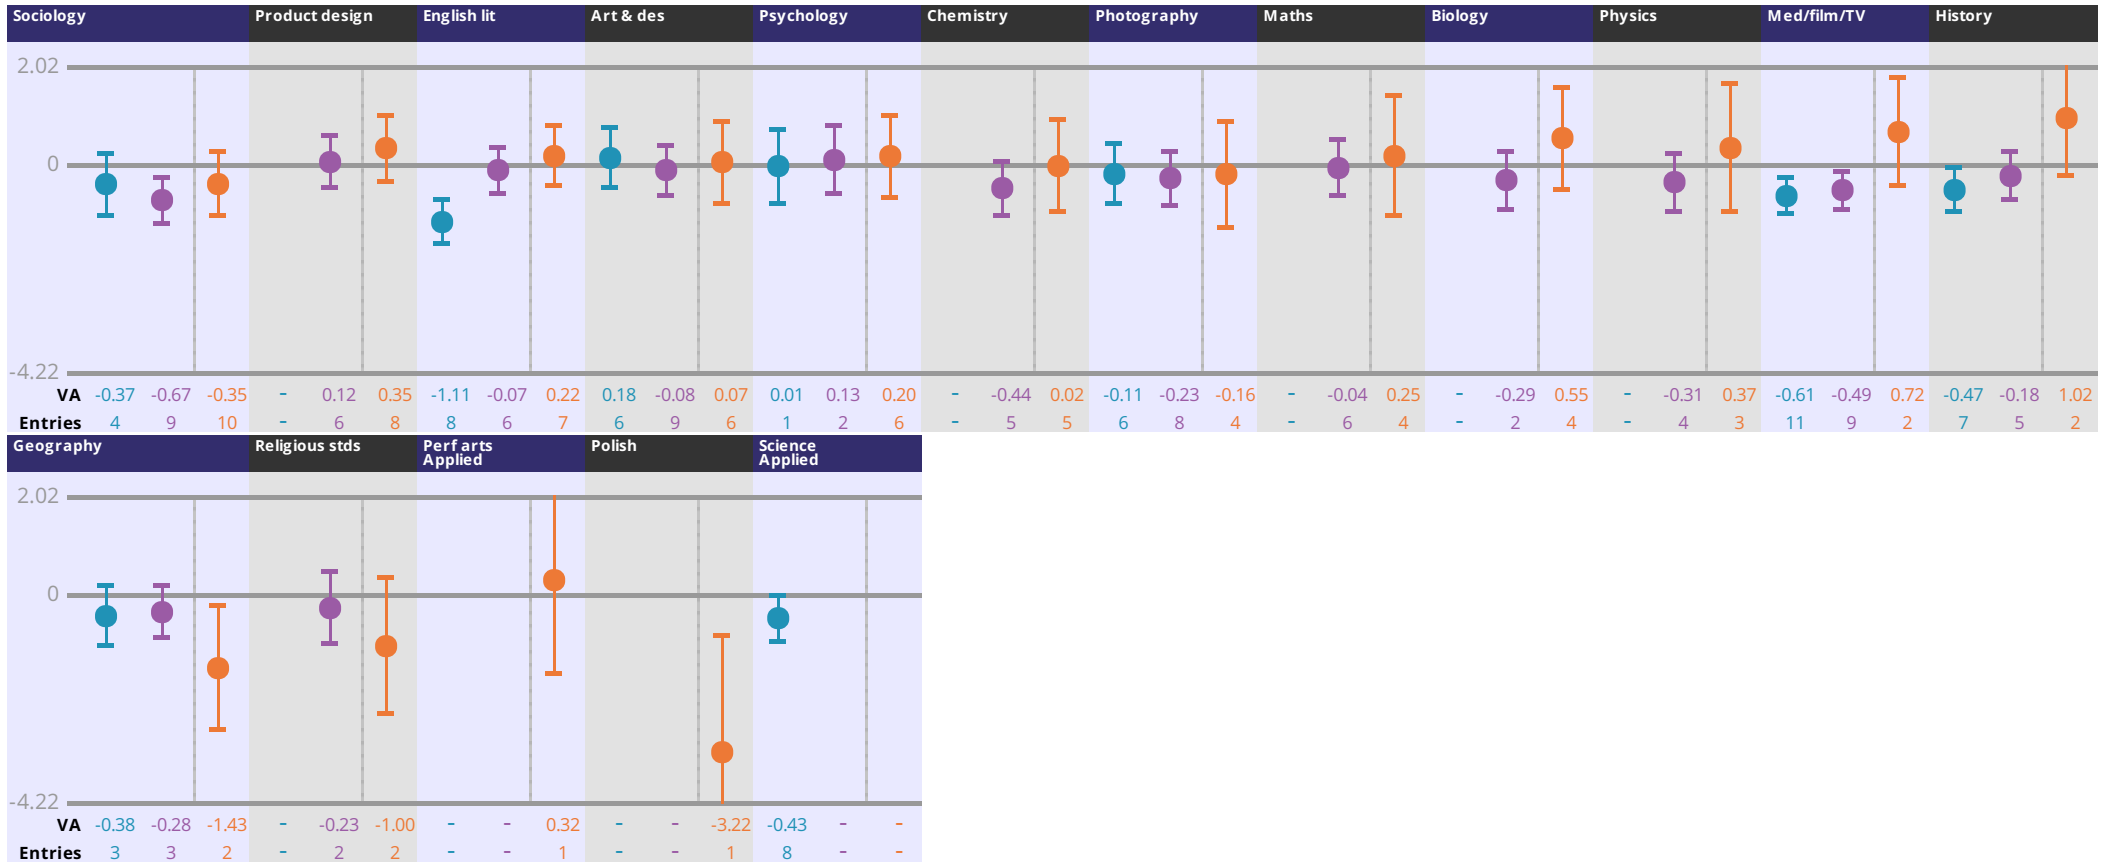 Sociology Product design English lit Art & des Psychology Chemistry Photography Maths Biology Physics Med/film/TV History
2.02
0
-4.22
VA -0.37 -0.67 -0.35 - 0.12 0.35 -1.11 -0.07 0.22 0.18 -0.08 0.07 0.01 0.13 0.20 - -0.44 0.02 -0.11 -0.23 -0.16 - -0.04 0.25 - -0.29 0.55 - -0.31 0.37 -0.61 -0.49 0.72 -0.47 -0.18 1.02
Entries 4 9 10 - 6 8 8 6 7 6 9 6 1 2 6 - 5 5 6 8 4 - 6 4 - 2 4 - 4 3 11 9 2 7 5 2
Geography Religious stds Perf arts Polish Science
Applied Applied
2.02
0
-4.22
VA -0.38 -0.28 -1.43 - -0.23 -1.00 - - 0.32 - - -3.22 -0.43 - -
Entries 3 3 2 - 2 2 - - 1 - - 1 8 - -